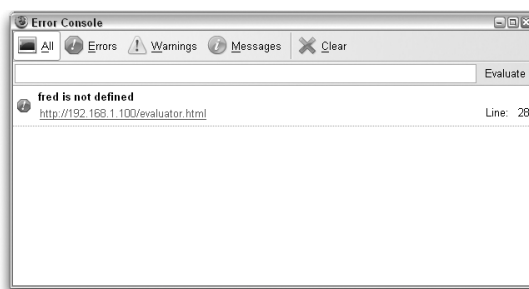 Error Console
All Errors Warnings Messages Clear
Evaluate
fred is not defined
http://192.168.1.100/evaluator.html Line: 28